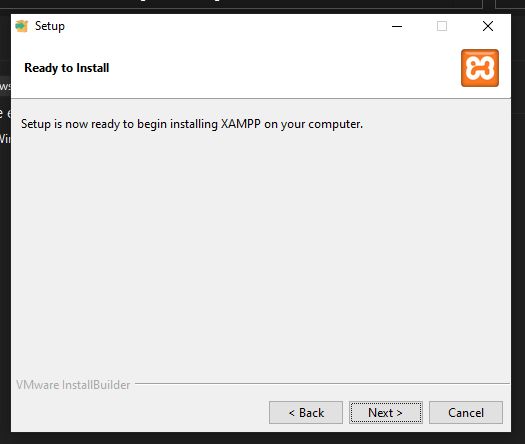 Setup
Ready to Install
Setup is now ready to begin installing XAMPP on your computer.
VMware InstallBuilder
< Back
Next >
Cancel